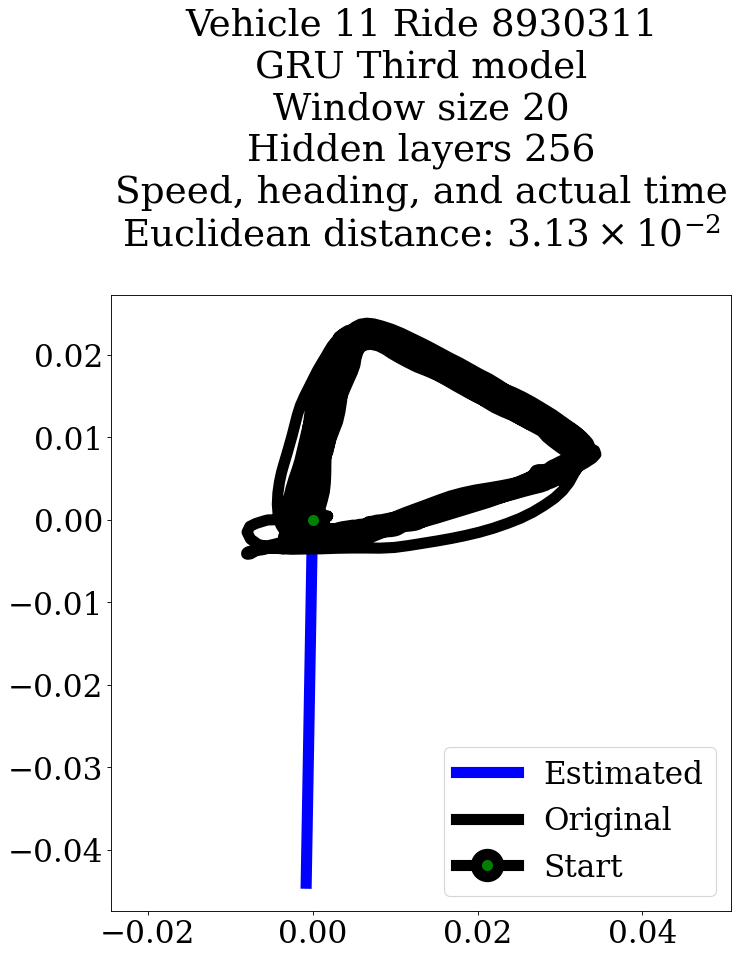 Vehicle 11 Ride 8930311
GRU Third model
Window size 20
Hidden layers 256
Speed, heading, and actual time
Euclidean distance: 3.13 × 10⁻²
0.02
0.01
0.00
−0.01
−0.02
−0.03
−0.04
Estimated
Original
Start
−0.02 0.00 0.02 0.04